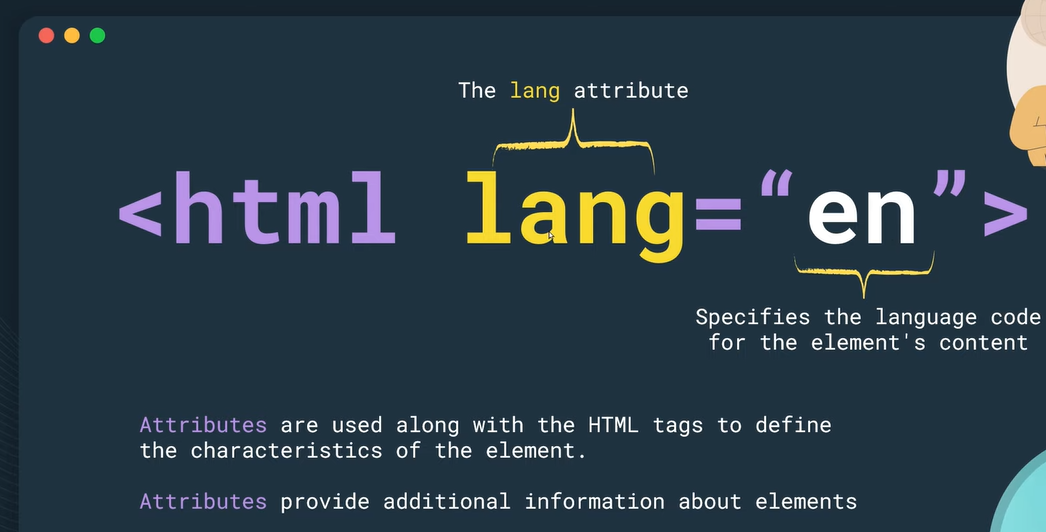 The lang attribute
<html lang=“en”>
Specifies the language code
for the element's content
Attributes are used along with the HTML tags to define
the characteristics of the element.
Attributes provide additional information about elements